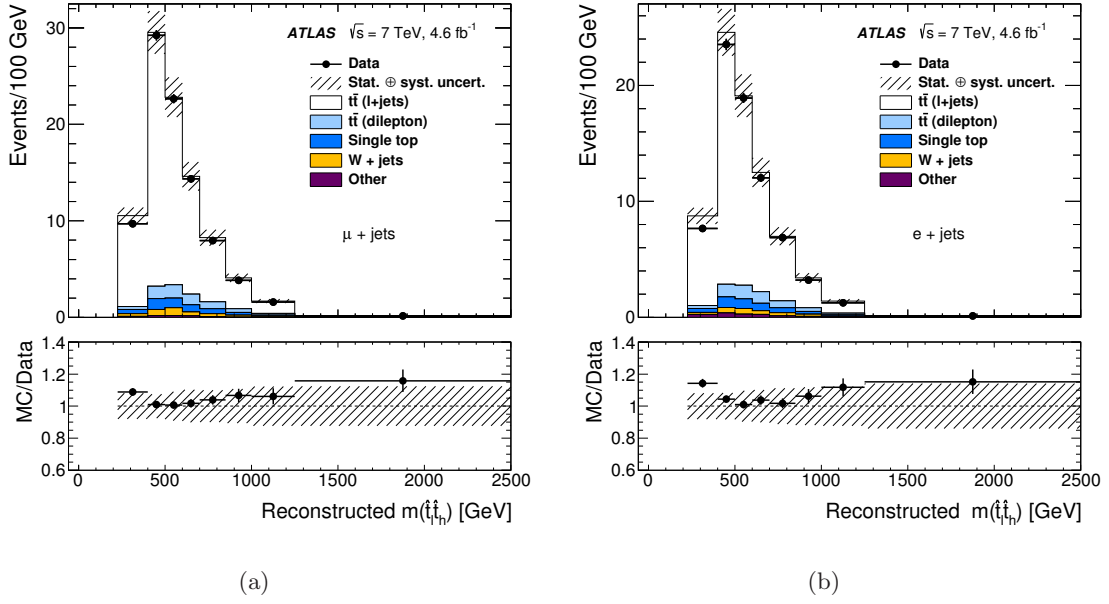 Events/100 GeV
30
20
10
0
ATLAS √s = 7 TeV, 4.6 fb-1
Data
Stat. ⊕ syst. uncert.
tt̄ (l+jets)
tt̄ (dilepton)
Single top
W + jets
Other
μ + jets
MC/Data
1.4
1.2
1
0.8
0.6
0 500 1000 1500 2000 2500
Reconstructed m(t̂lt̂h) [GeV]
(a)
Events/100 GeV
20
10
0
ATLAS √s = 7 TeV, 4.6 fb-1
Data
Stat. ⊕ syst. uncert.
tt̄ (l+jets)
tt̄ (dilepton)
Single top
W + jets
Other
e + jets
MC/Data
1.4
1.2
1
0.8
0.6
0 500 1000 1500 2000 2500
Reconstructed m(t̂lt̂h) [GeV]
(b)